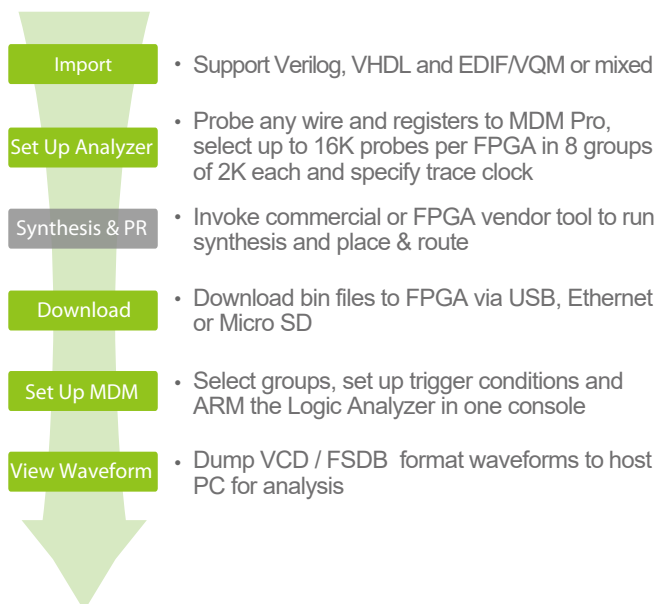 Import
• Support Verilog, VHDL and EDIF/VQM or mixed
Set Up Analyzer
• Probe any wire and registers to MDM Pro,
select up to 16K probes per FPGA in 8 groups
of 2K each and specify trace clock
Synthesis & PR
• Invoke commercial or FPGA vendor tool to run
synthesis and place & route
Download
• Download bin files to FPGA via USB, Ethernet
or Micro SD
Set Up MDM
• Select groups, set up trigger conditions and
ARM the Logic Analyzer in one console
View Waveform
• Dump VCD / FSDB format waveforms to host
PC for analysis